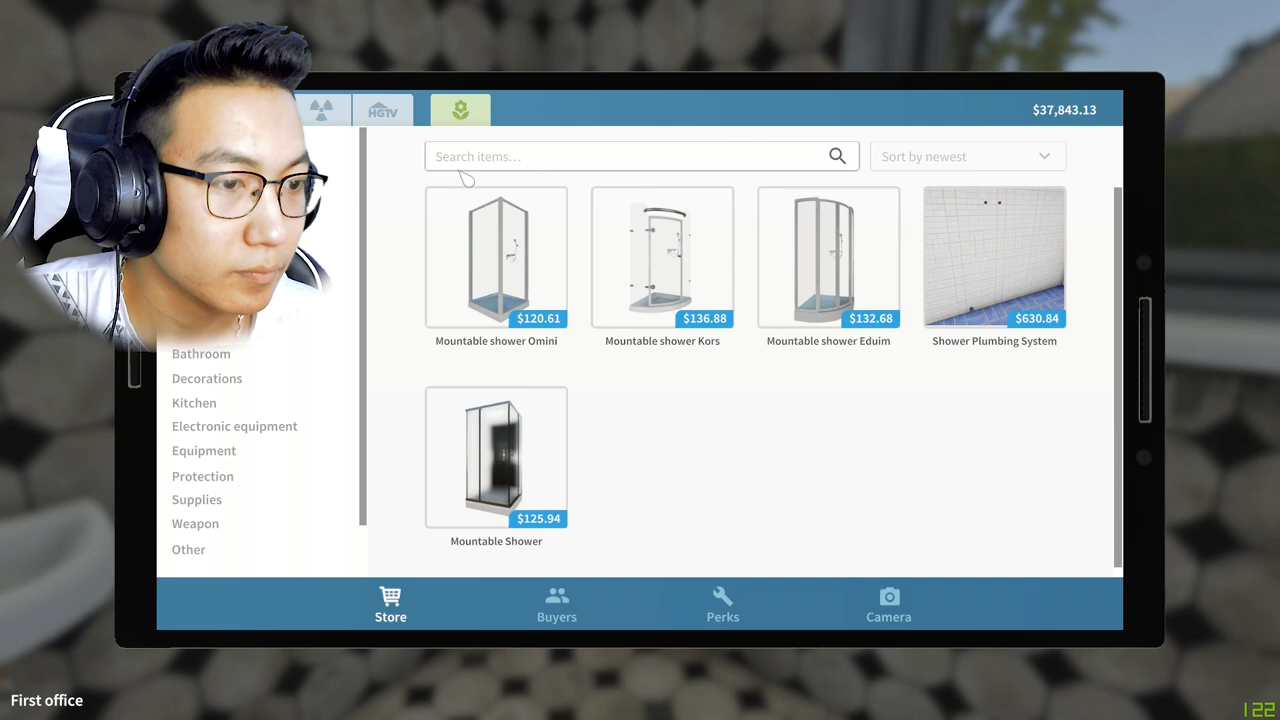 HGTV
$37,843.13
Search items...
Sort by newest
$120.61
$136.88
$132.68
$630.84
Mountable shower Omini
Mountable shower Kors
Mountable shower Eduim
Shower Plumbing System
Bathroom
Decorations
Kitchen
Electronic equipment
Equipment
Protection
Supplies
Weapon
Other
$125.94
Mountable Shower
Store
Buyers
Perks
Camera
First office
122